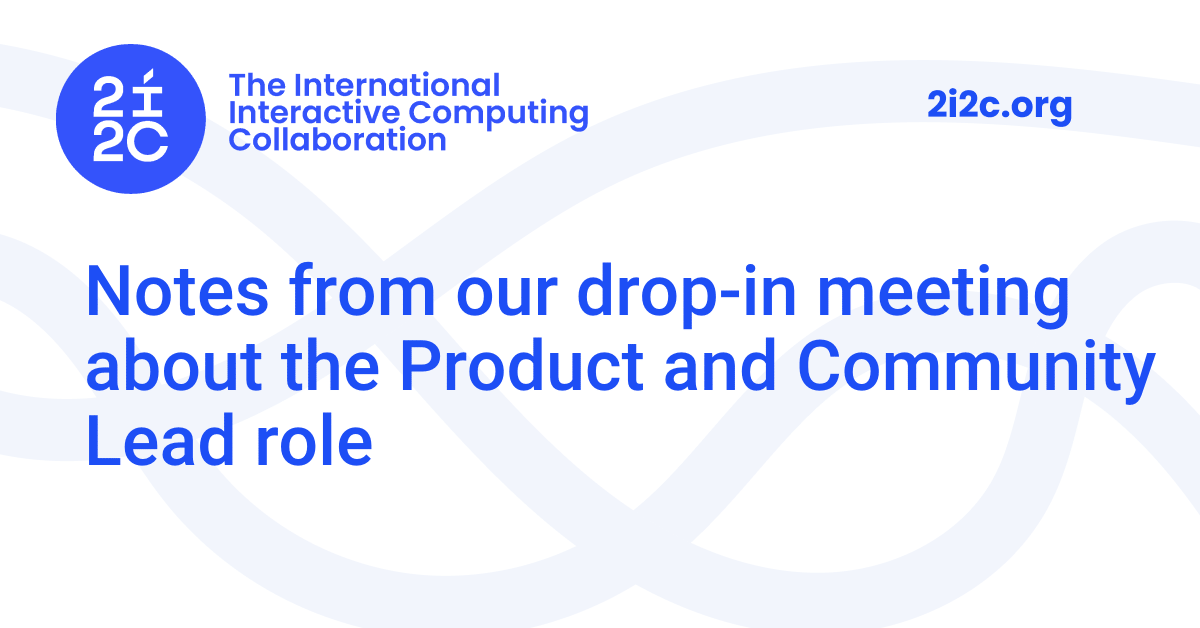 2i
2C
The International
Interactive Computing
Collaboration
2i2c.org
Notes from our drop-in meeting
about the Product and Community
Lead role